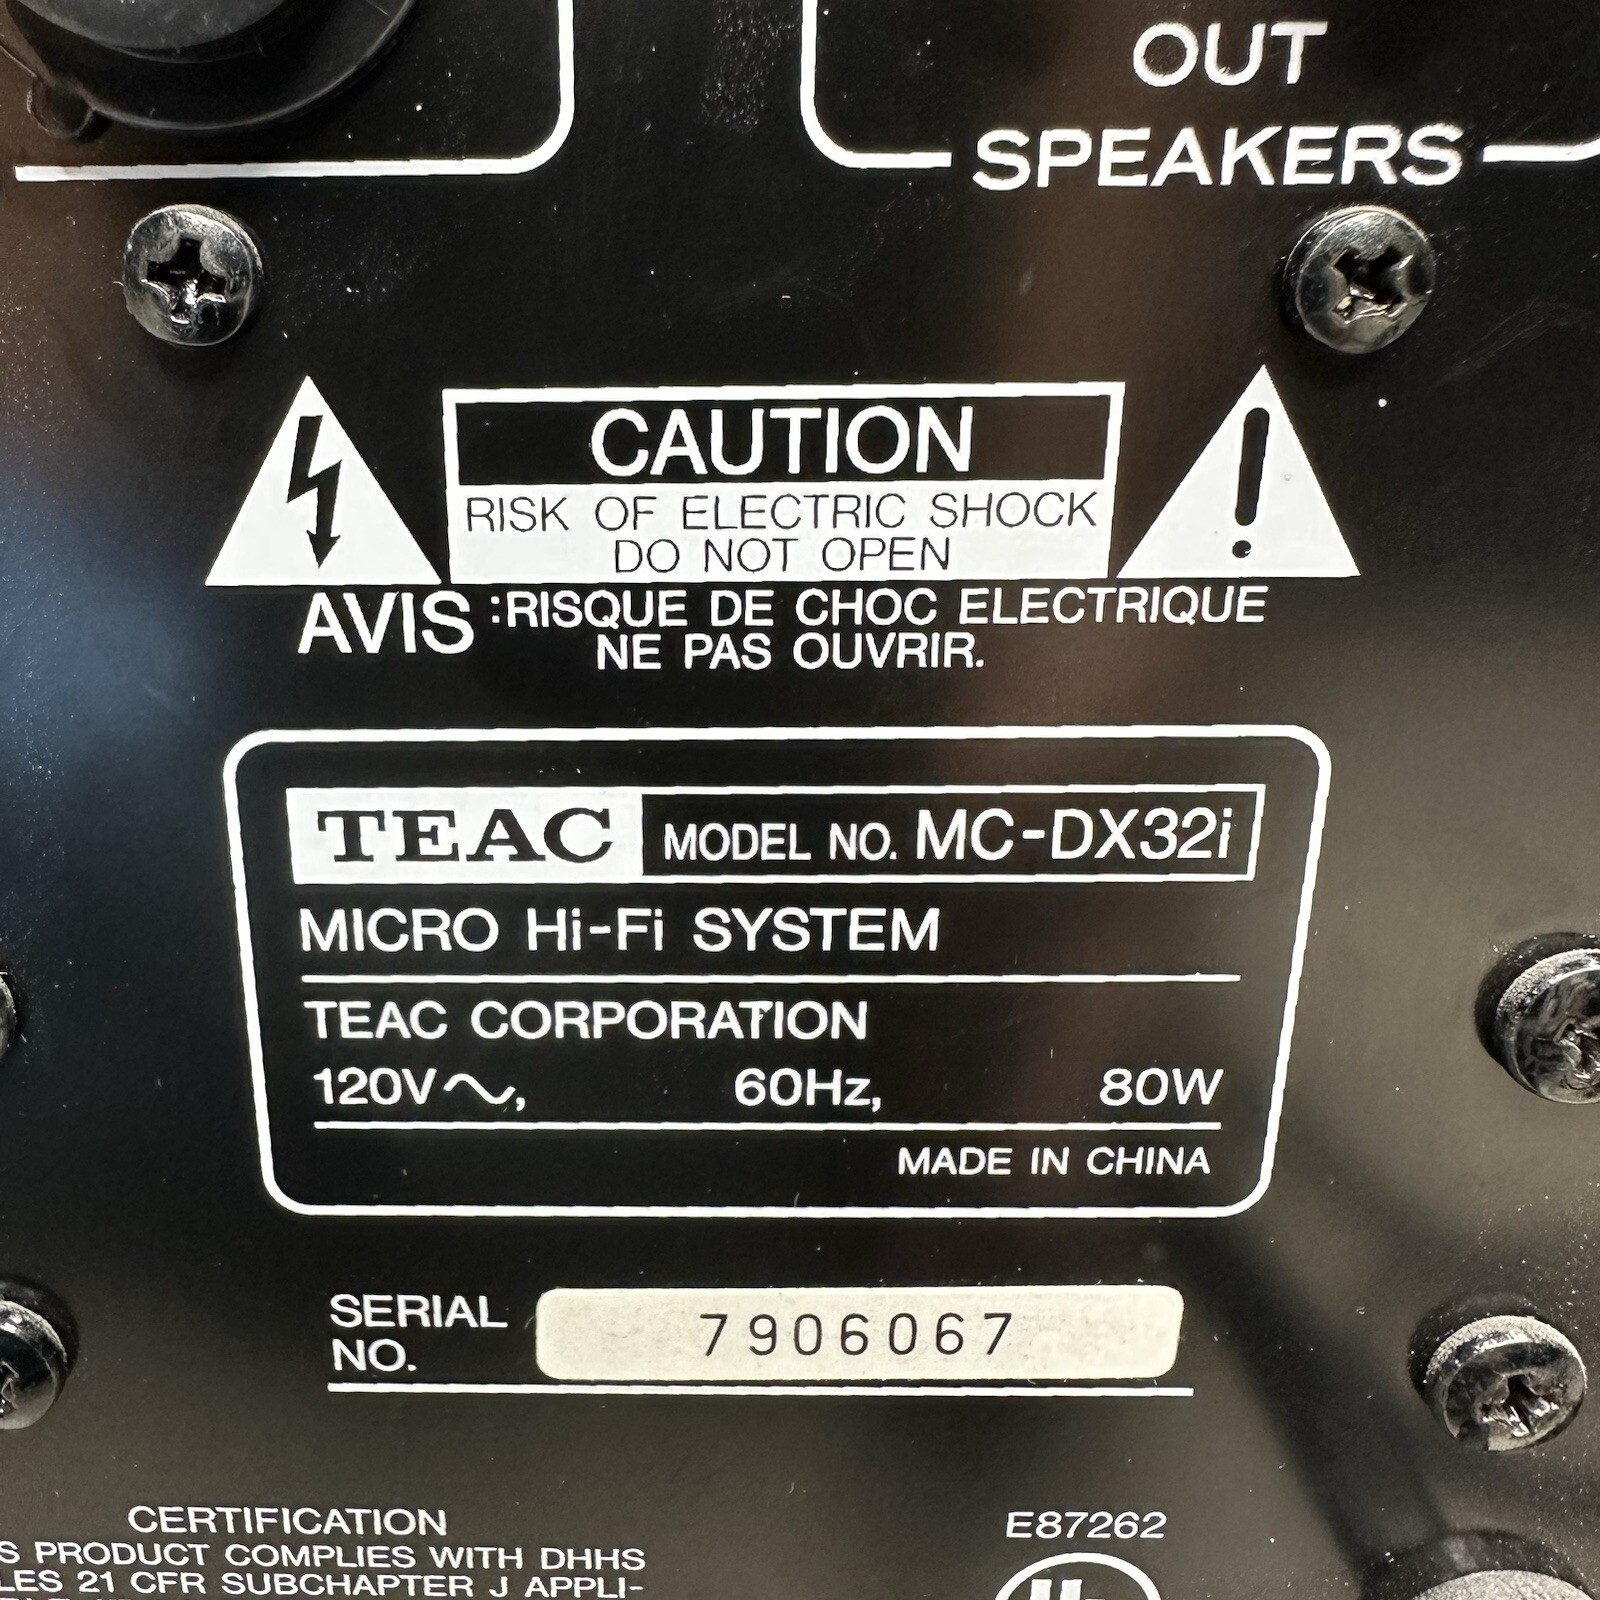 OUT
SPEAKERS
CAUTION
RISK OF ELECTRIC SHOCK
DO NOT OPEN
AVIS :RISQUE DE CHOC ELECTRIQUE
NE PAS OUVRIR.
TEAC MODEL NO. MC-DX32i
MICRO Hi-Fi SYSTEM
TEAC CORPORATION
120V~, 60Hz, 80W
MADE IN CHINA
SERIAL NO. 7906067
CERTIFICATION
S PRODUCT COMPLIES WITH DHHS
LES 21 CFR SUBCHAPTER J APPLI-
E87262